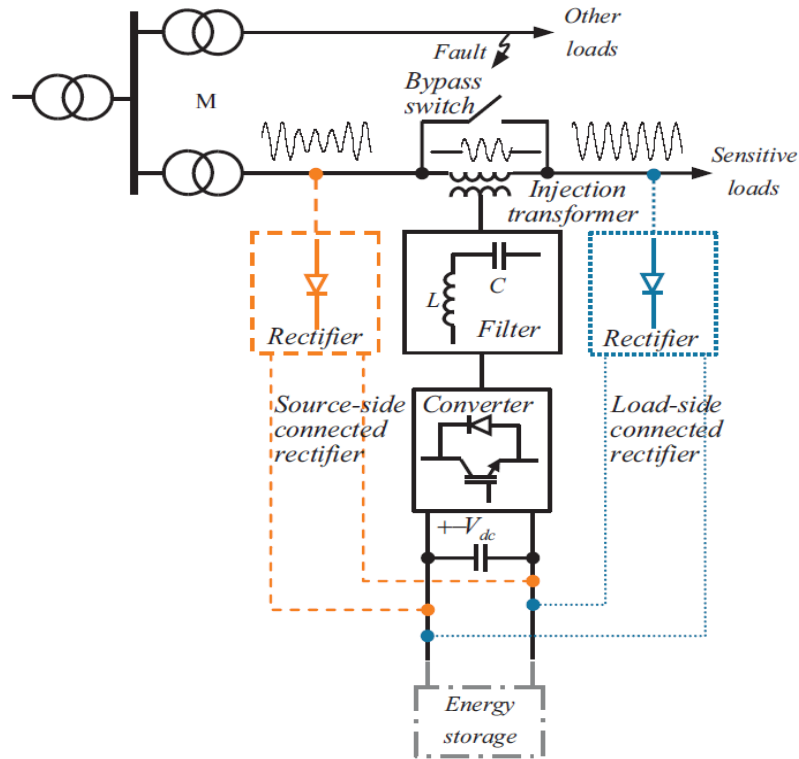 Other
loads
Fault
Bypass
switch
M
Sensitive
loads
Injection
transformer
L
C
Filter
Rectifier
Rectifier
Source-side
connected
rectifier
Converter
Load-side
connected
rectifier
+−V_dc
Energy
storage